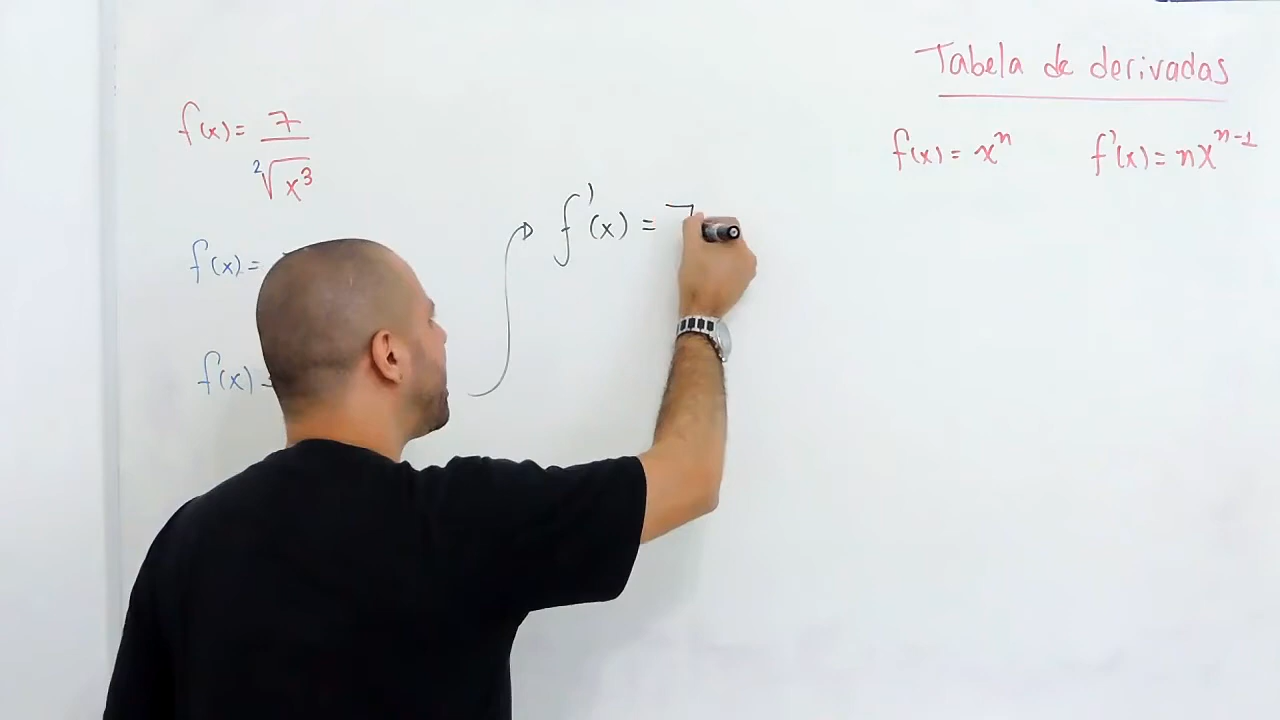 Tabela de derivadas
f(x) = xⁿ f'(x) = nxⁿ⁻¹
f(x) = 7 / ²√x³
f'(x) = 7
f(x) =
f(x) =